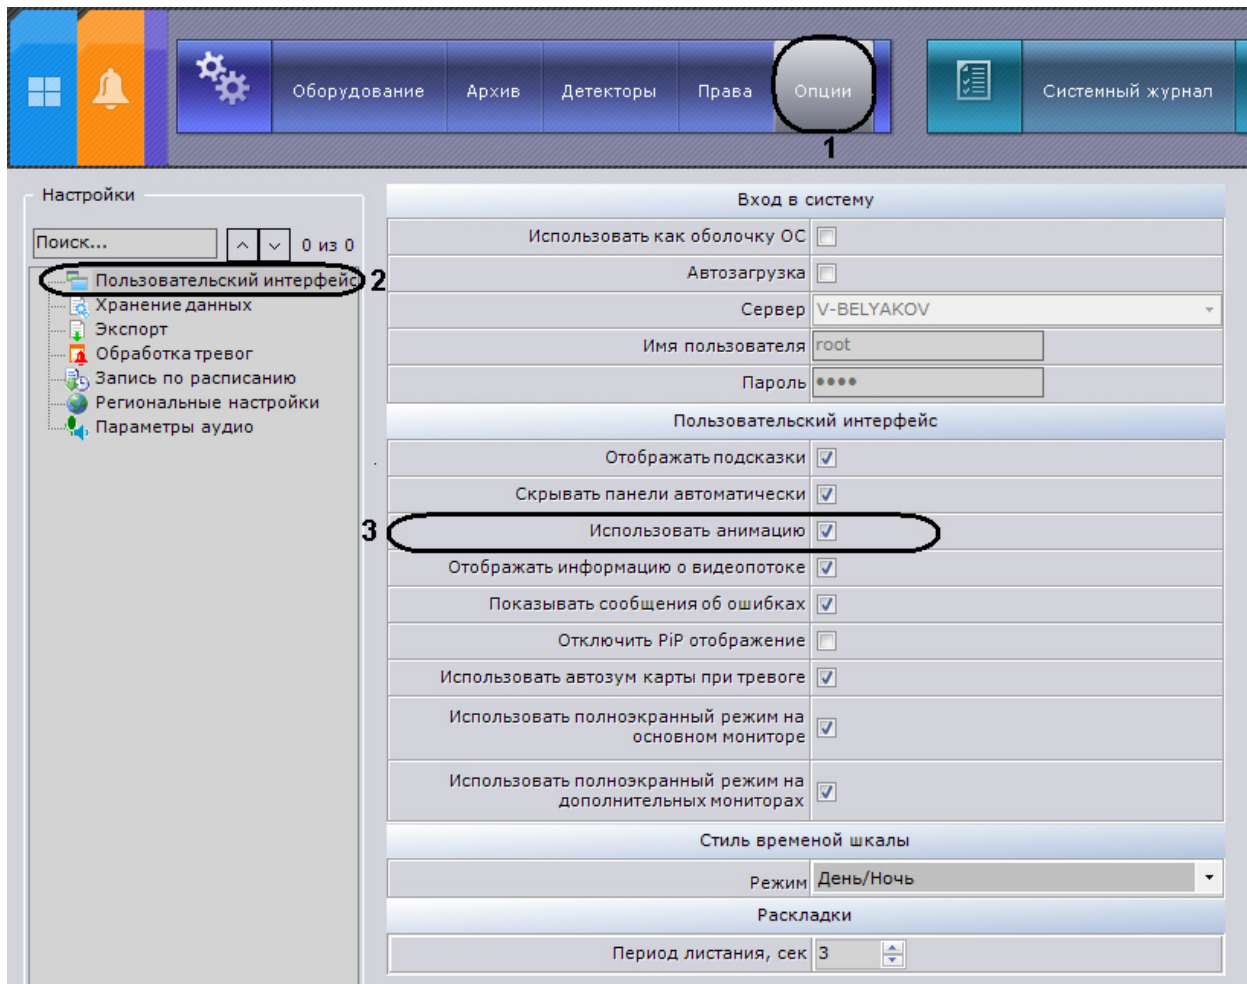 Оборудование Архив Детекторы Права Опции Системный журнал
1
Настройки
Поиск... 0 из 0
Пользовательский интерфейс 2
Хранение данных
Экспорт
Обработка тревог
Запись по расписанию
Региональные настройки
Параметры аудио
Вход в систему
Использовать как оболочку ОС
Автозагрузка
Сервер V-BELYAKOV
Имя пользователя root
Пароль ••••
Пользовательский интерфейс
Отображать подсказки
Скрывать панели автоматически
3 Использовать анимацию
Отображать информацию о видеопотоке
Показывать сообщения об ошибках
Отключить PiP отображение
Использовать автозум карты при тревоге
Использовать полноэкранный режим на
основном мониторе
Использовать полноэкранный режим на
дополнительных мониторах
Стиль временой шкалы
Режим День/Ночь
Раскладки
Период листания, сек 3